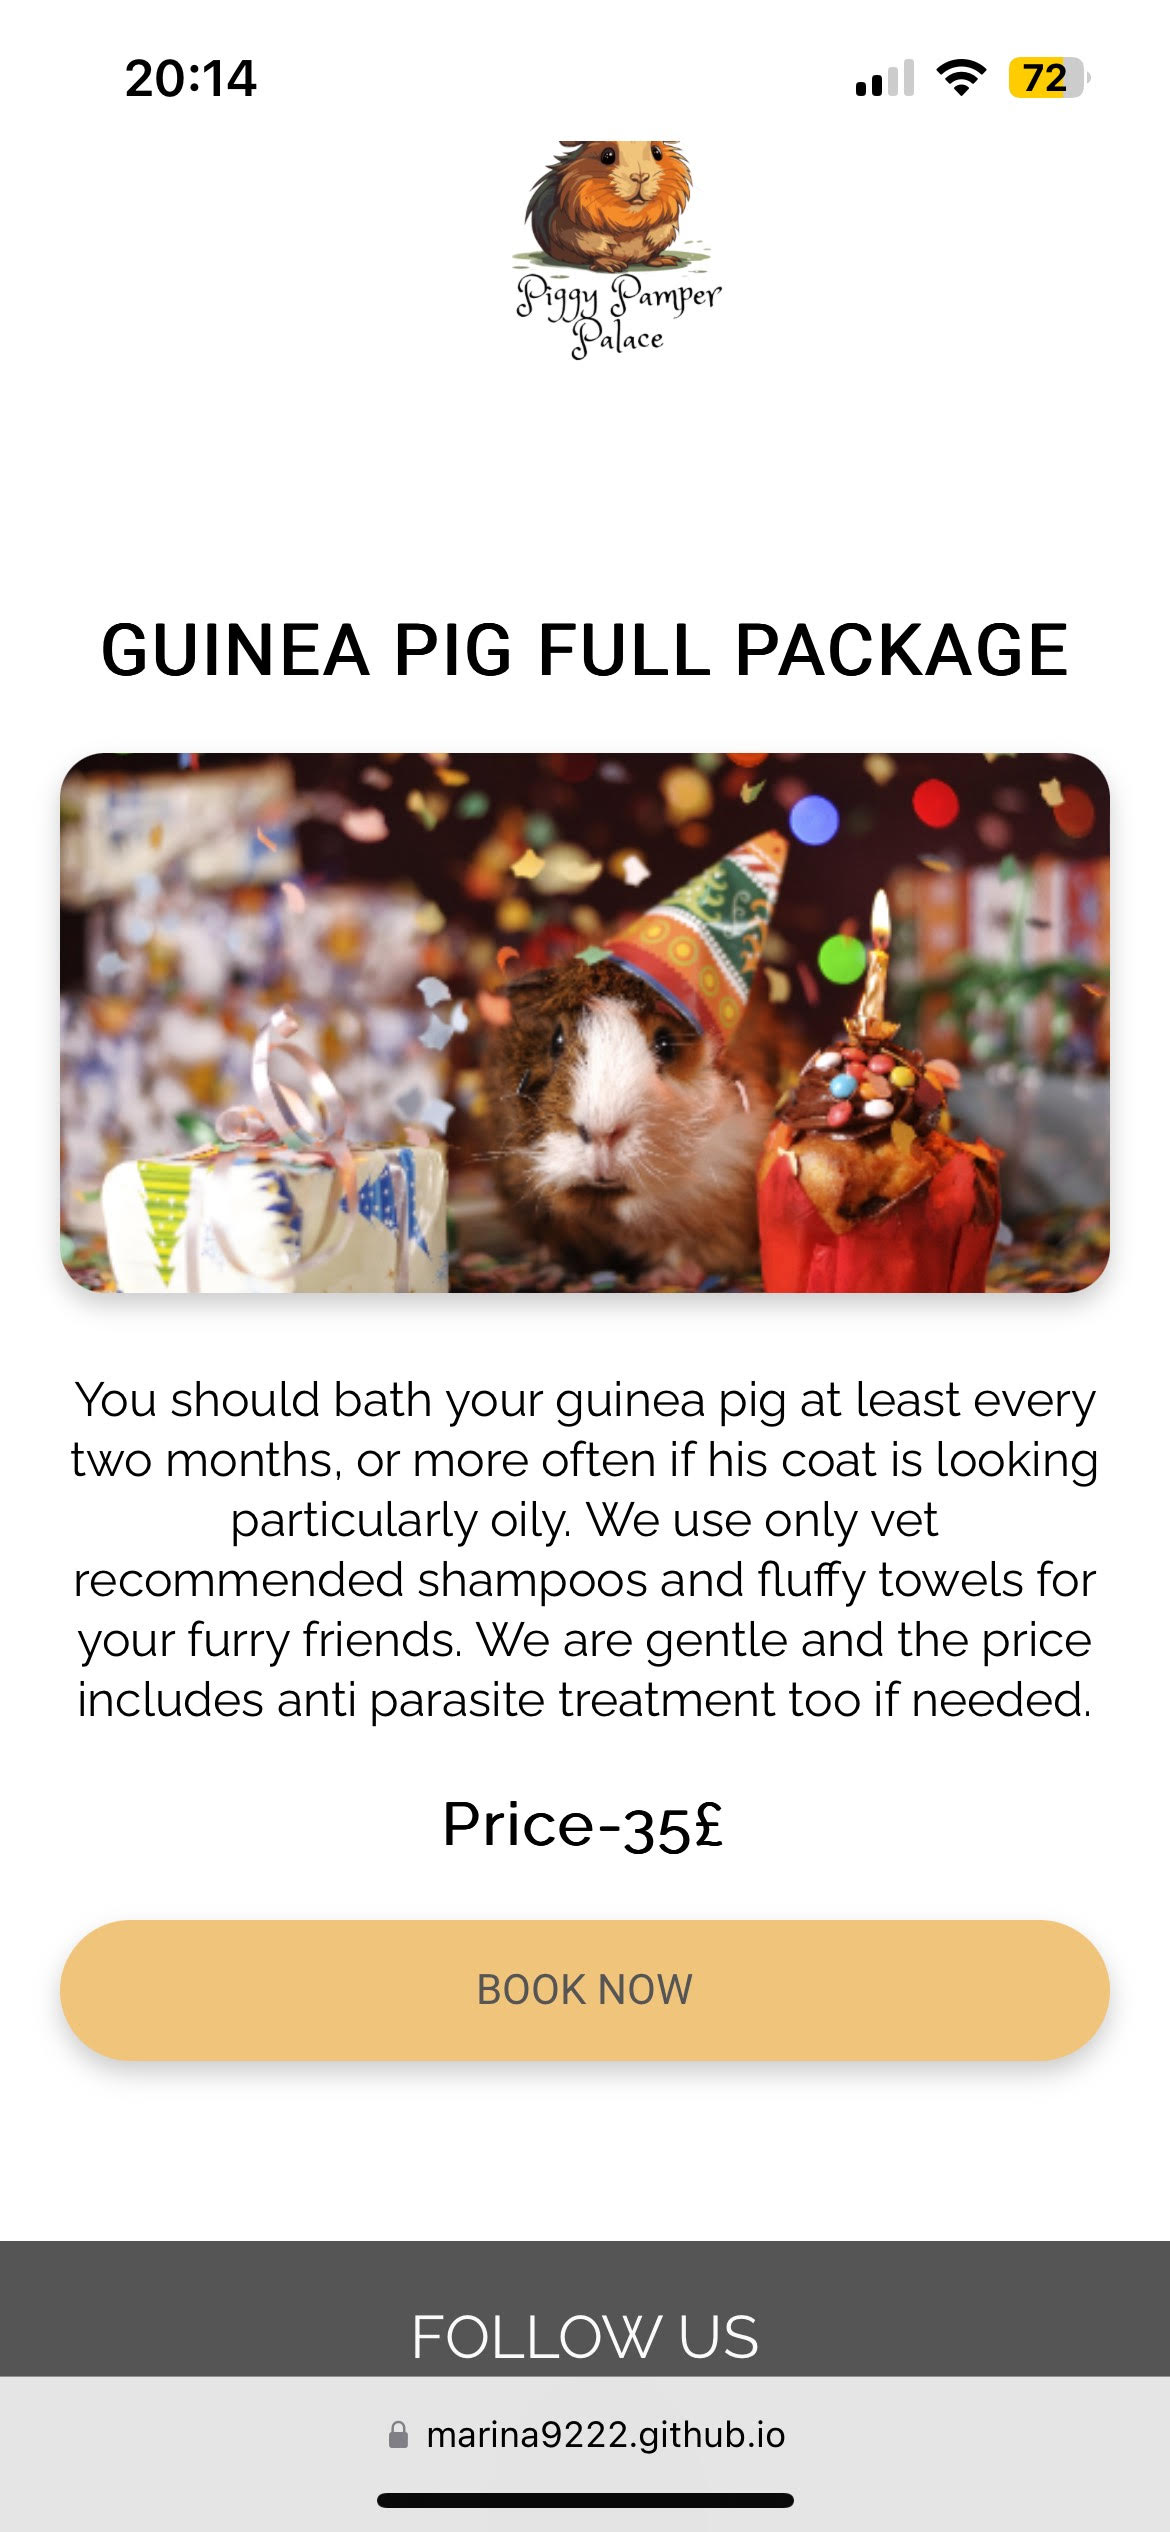 20:14
72
Piggy Pamper
Palace
GUINEA PIG FULL PACKAGE
You should bath your guinea pig at least every
two months, or more often if his coat is looking
particularly oily. We use only vet
recommended shampoos and fluffy towels for
your furry friends. We are gentle and the price
includes anti parasite treatment too if needed.
Price-35£
BOOK NOW
FOLLOW US
marina9222.github.io